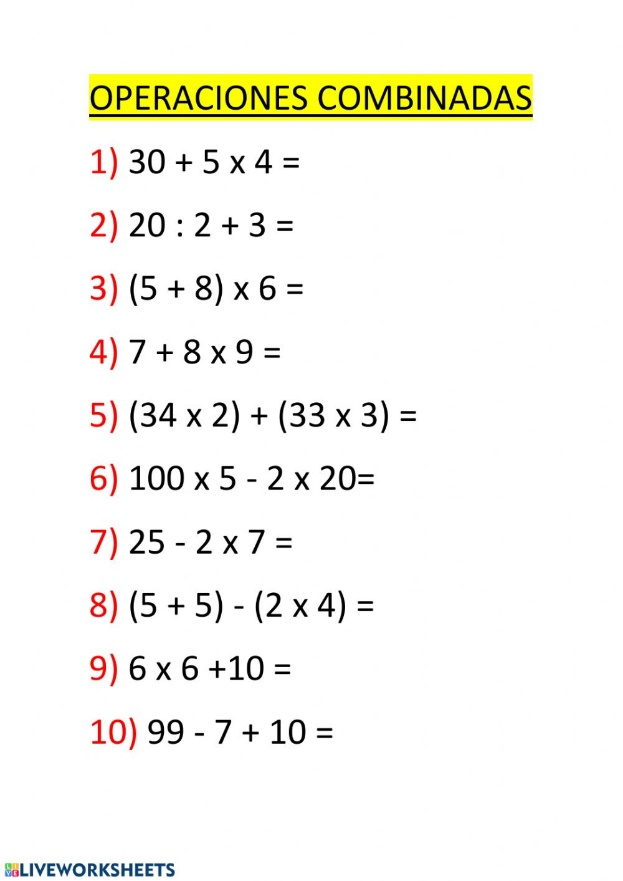 OPERACIONES COMBINADAS
1) 30 + 5 x 4 =
2) 20 : 2 + 3 =
3) (5 + 8) x 6 =
4) 7 + 8 x 9 =
5) (34 x 2) + (33 x 3) =
6) 100 x 5 - 2 x 20=
7) 25 - 2 x 7 =
8) (5 + 5) - (2 x 4) =
9) 6 x 6 +10 =
10) 99 - 7 + 10 =
LIVEWORKSHEETS